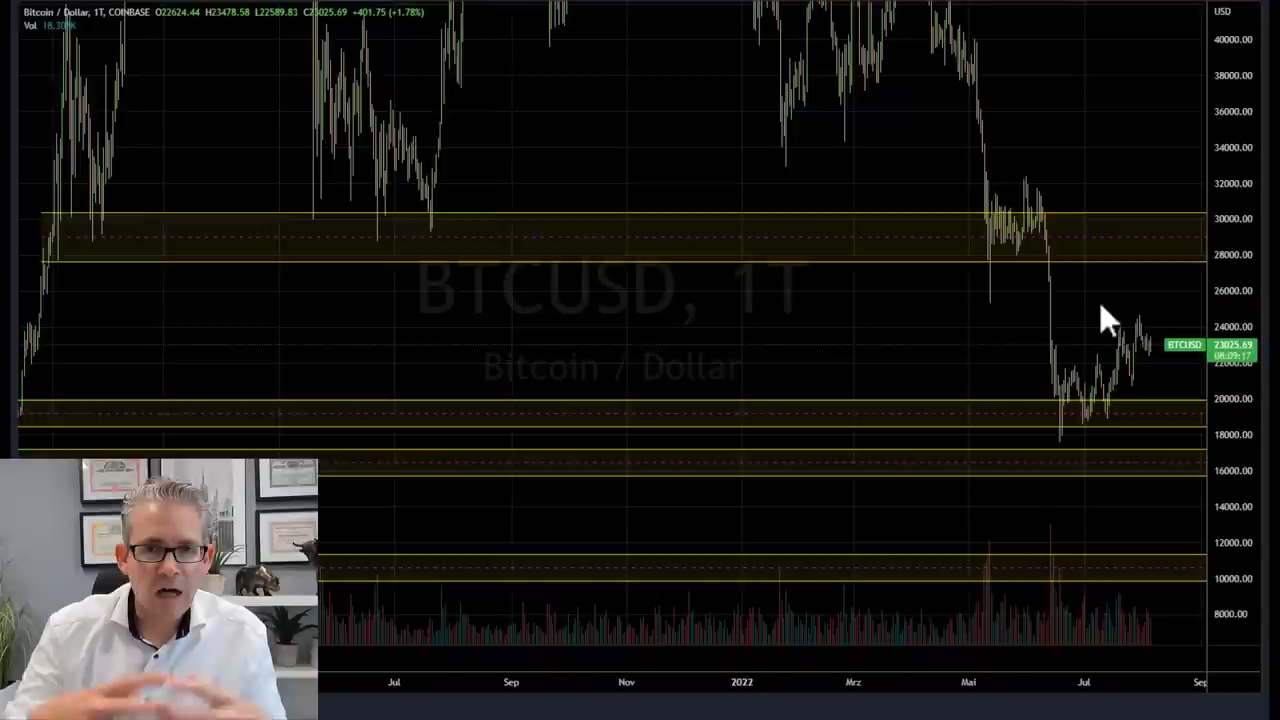 Bitcoin / Dollar, 1T, COINBASE O22624.44 H23478.58 L22589.83 C23025.69 +401.75 (+1.78%)
Vol
USD
40000.00
38000.00
36000.00
34000.00
32000.00
30000.00
28000.00
BTCUSD, 1T
26000.00
24000.00
BTCUSD 23025.69
08:09:17
22000.00
Bitcoin / Dollar
20000.00
18000.00
16000.00
14000.00
12000.00
10000.00
8000.00
Jul Sep Nov 2022 Mrz Mai Jul Sep